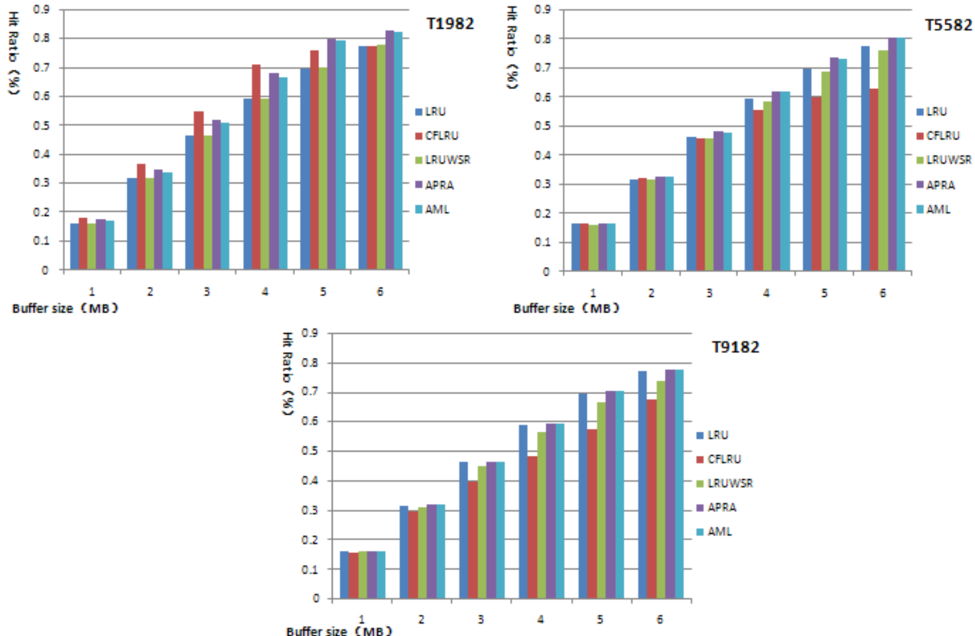 T1982
Hit Ratio (%)
0.9
0.8
0.7
0.6
0.5
0.4
0.3
0.2
0.1
0
1 2 3 4 5 6
Buffer size (MB)
LRU
CFLRU
LRUWSR
APRA
AML
T5582
Hit Ratio (%)
0.9
0.8
0.7
0.6
0.5
0.4
0.3
0.2
0.1
0
1 2 3 4 5 6
Buffer size (MB)
LRU
CFLRU
LRUWSR
APRA
AML
T9182
Hit Ratio (%)
0.9
0.8
0.7
0.6
0.5
0.4
0.3
0.2
0.1
0
1 2 3 4 5 6
Buffer size (MB)
LRU
CFLRU
LRUWSR
APRA
AML